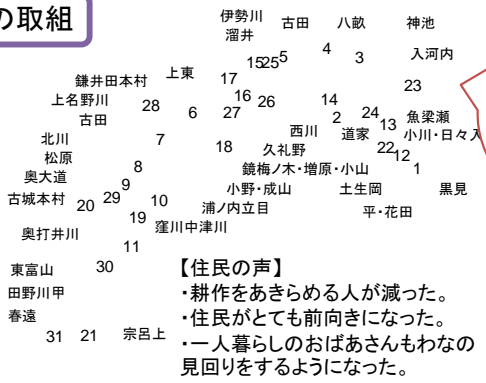 の取組
伊勢川 古田 八畝 神池
溜井
4
15 25 5 3 入河内
上東 17
鎌井田本村 16 23
上名野川 28 26 14
古田 6 27 2 24 魚梁瀬
西川 道家 13 小川・日々入
北川 7 18 久礼野 22 12
松原 8 鏡梅ノ木・増原・小山 1
奥大道 9 小野・成山 土生岡 黒見
古城本村 20 29 10 浦ノ内立目 平・花田
19 窪川中津川
奥打井川 11
東富山 30 【住民の声】
田野川甲 ・耕作をあきらめる人が減った。
春遠 ・住民がとても前向きになった。
31 21 宗呂上 ・一人暮らしのおばあさんもわなの
見回りをするようになった。